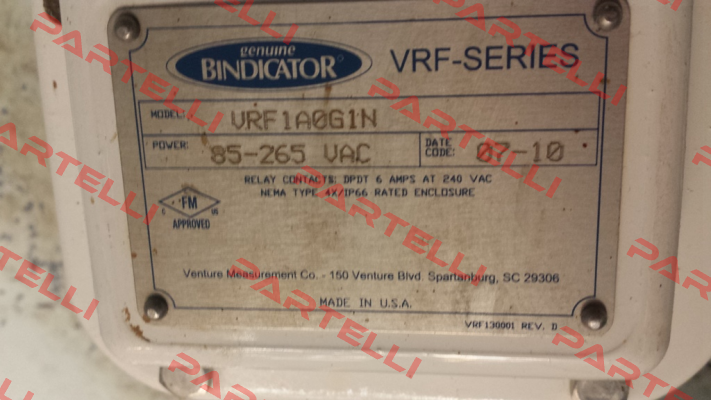 genuine
BINDICATOR®
VRF-SERIES
MODEL: VRF1A0G1N
POWER: 85-265 VAC DATE CODE: 07-10
RELAY CONTACTS: DPDT 6 AMPS AT 240 VAC
NEMA TYPE 4X/IP66 RATED ENCLOSURE
C FM US
APPROVED
Venture Measurement Co. - 150 Venture Blvd. Spartanburg, SC 29306
MADE IN U.S.A.
VRF130001 REV. D
PARTELLI
PARTELLI
PARTELLI
PARTELLI
PARTELLI
PARTELLI